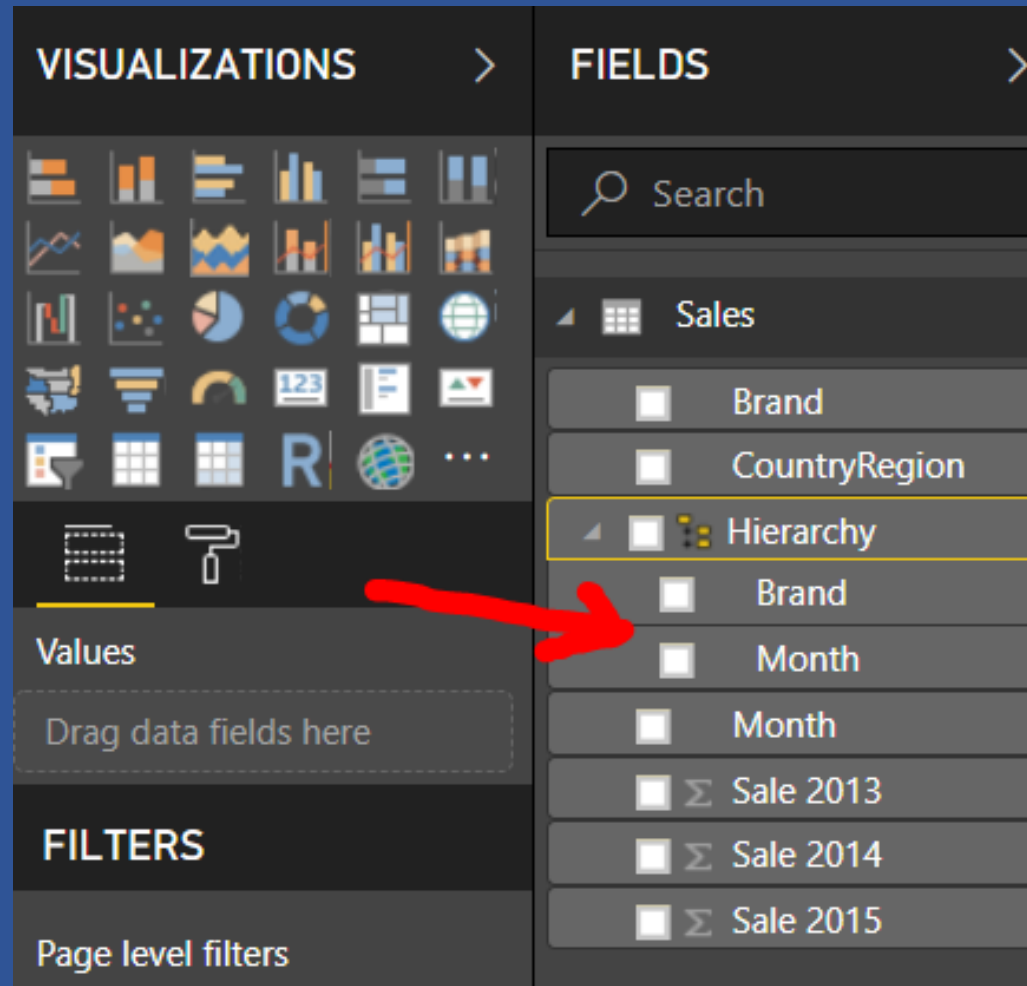 VISUALIZATIONS
123
R
Values
Drag data fields here
FILTERS
Page level filters
FIELDS
Search
Sales
Brand
CountryRegion
Hierarchy
Brand
Month
Month
Σ Sale 2013
Σ Sale 2014
Σ Sale 2015